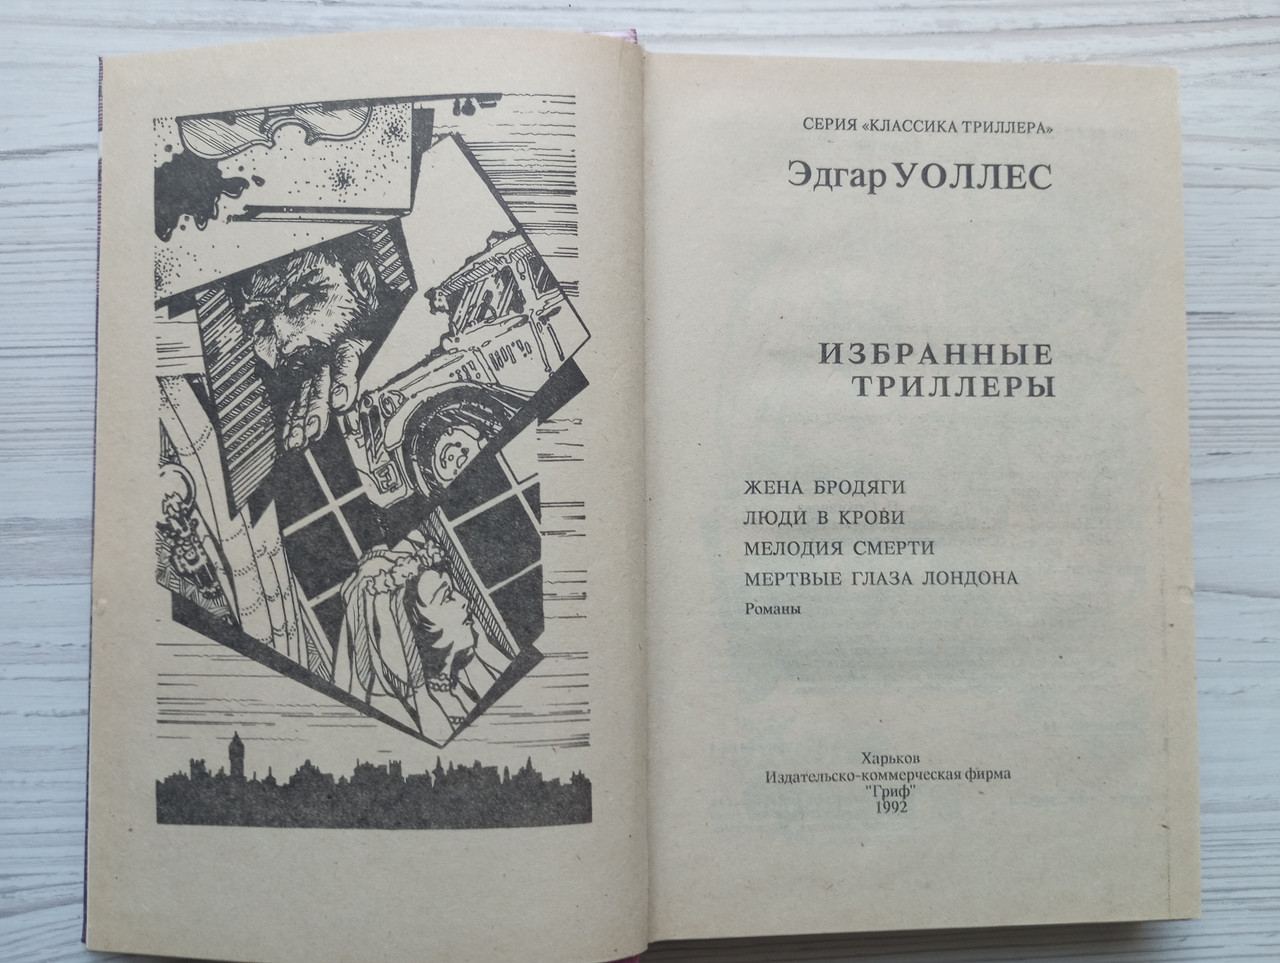 СЕРИЯ «КЛАССИКА ТРИЛЛЕРА»
Эдгар УОЛЛЕС
ИЗБРАННЫЕ
ТРИЛЛЕРЫ
ЖЕНА БРОДЯГИ
ЛЮДИ В КРОВИ
МЕЛОДИЯ СМЕРТИ
МЕРТВЫЕ ГЛАЗА ЛОНДОНА
Романы
Харьков
Издательско-коммерческая фирма
"Гриф"
1992